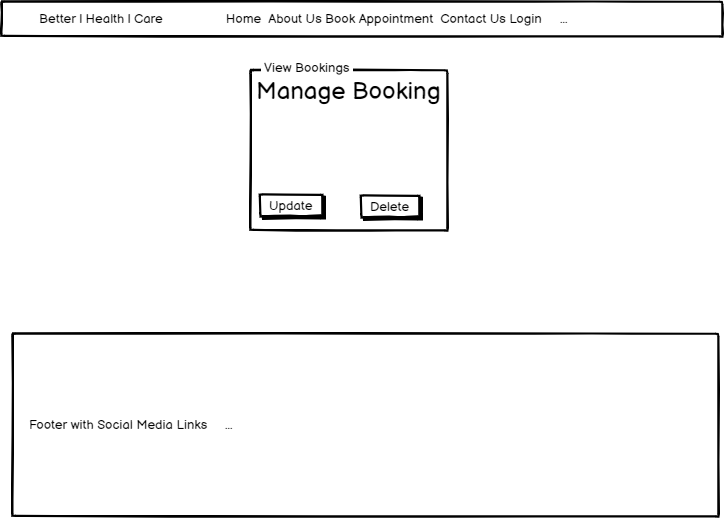 Better | Health | Care Home About Us Book Appointment Contact Us Login ...
View Bookings
Manage Booking
Update Delete
Footer with Social Media Links ...